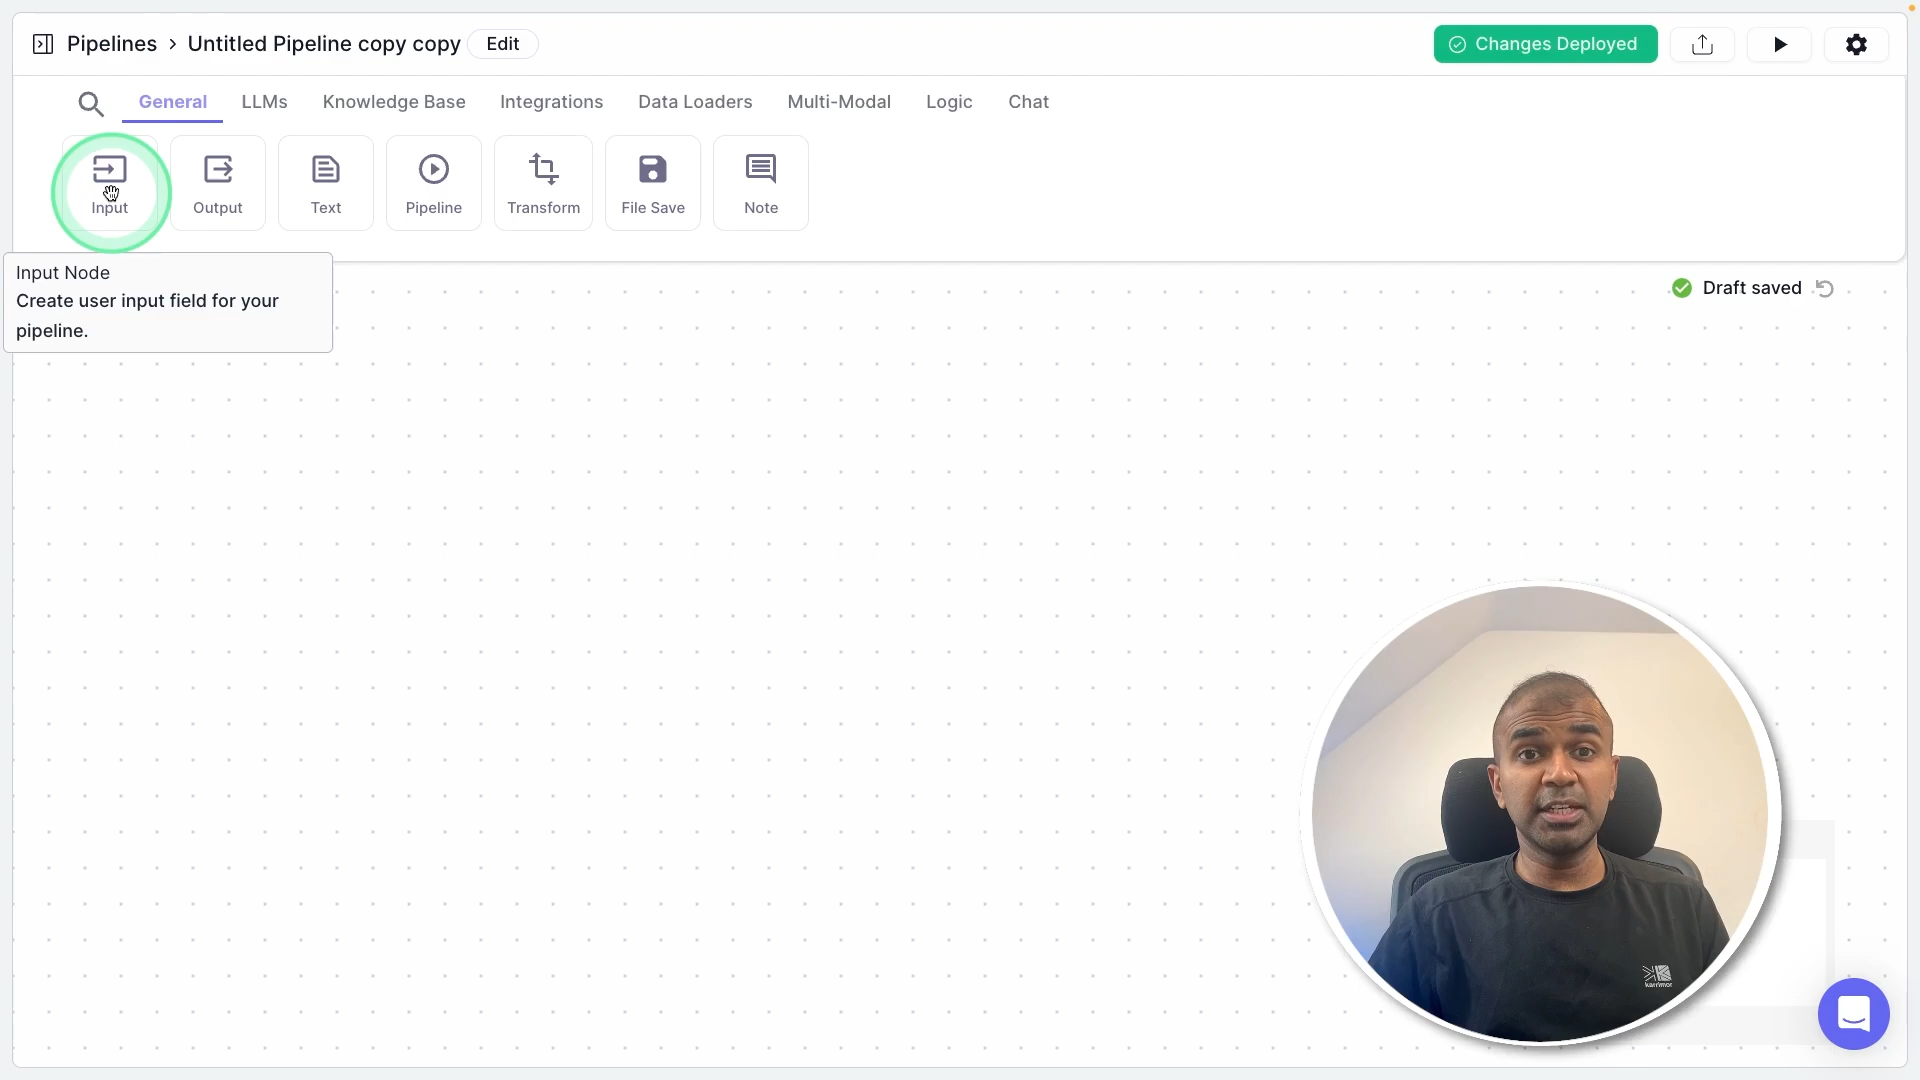 Pipelines > Untitled Pipeline copy copy Edit
Changes Deployed
General LLMs Knowledge Base Integrations Data Loaders Multi-Modal Logic Chat
Input Output Text Pipeline Transform File Save Note
Input Node
Create user input field for your
pipeline.
Draft saved
karrimor